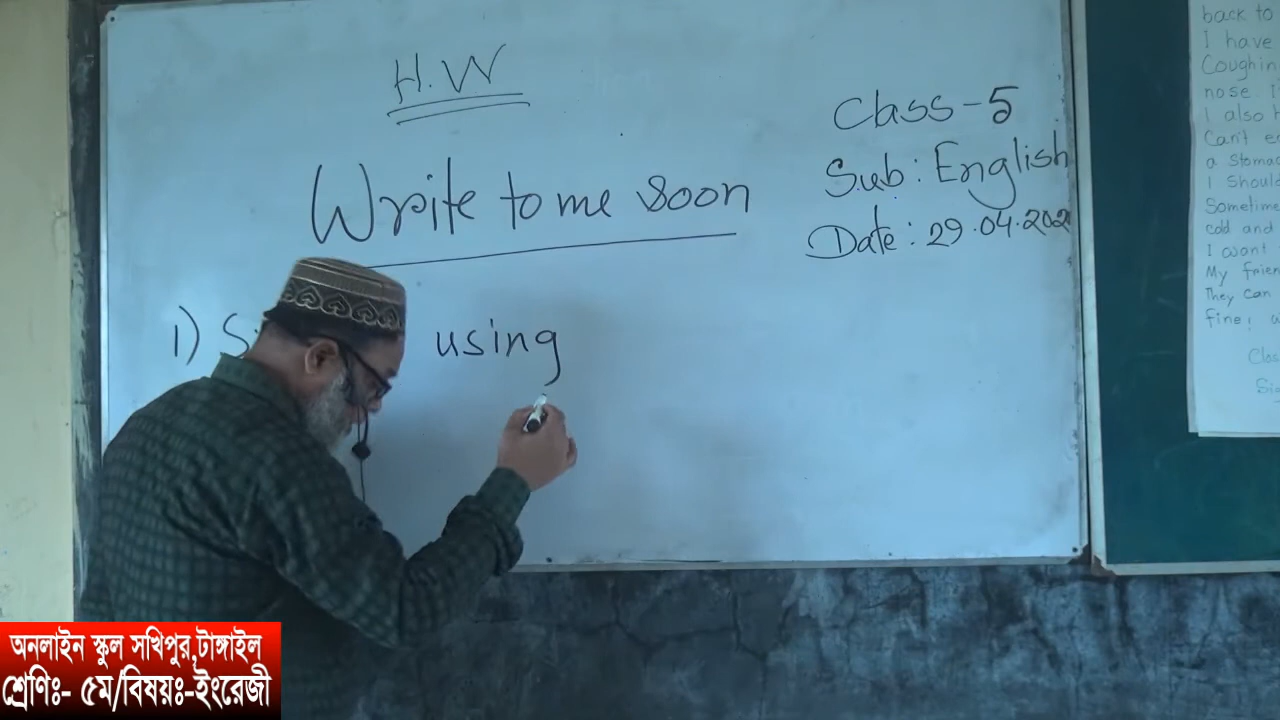 H.W
Write to me soon
Class-5
Sub: English
Date: 29.04.202
1) S
using
back to
I have
Coughin
nose. I
I also h
Can't e
a Stomac
I Should
Sometime
cold and
I want
My frien
They can
fine!
Clos
Si
অনলাইন স্কুল সখিপুর,টাঙ্গাইল
শ্রেণিঃ- ৫ম/বিষয়ঃ-ইংরেজী